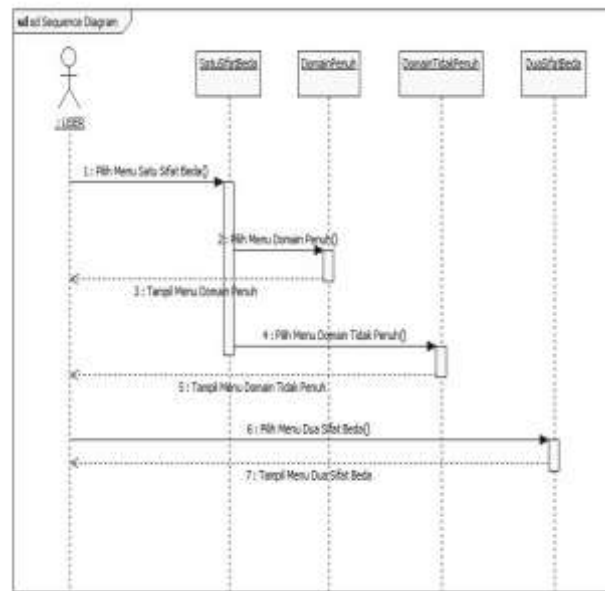 sd Sequence Diagram
: USER
SatuSifatBeda
DomainPenuh
DomainTidakPenuh
DuaSifatBeda
1 : Pilih Menu Satu Sifat Beda()
2 : Pilih Menu Domain Penuh()
3 : Tampil Menu Domain Penuh
4 : Pilih Menu Domain Tidak Penuh()
5 : Tampil Menu Domain Tidak Penuh
6 : Pilih Menu Dua Sifat Beda()
7 : Tampil Menu Dua Sifat Beda